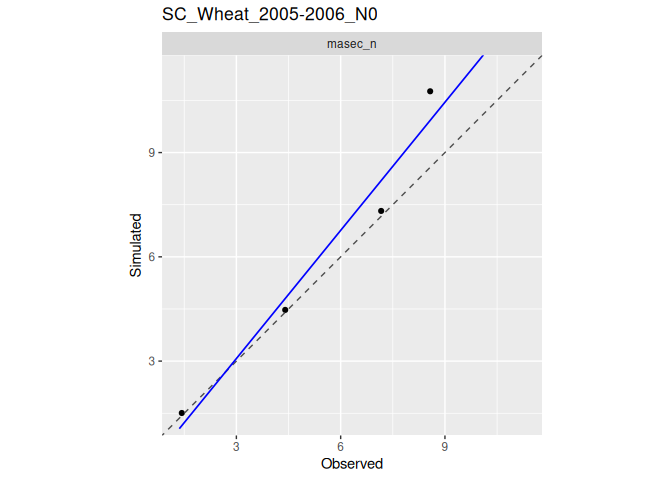 SC_Wheat_2005-2006_N0
masec_n
9
6
3
Simulated
3 6 9
Observed